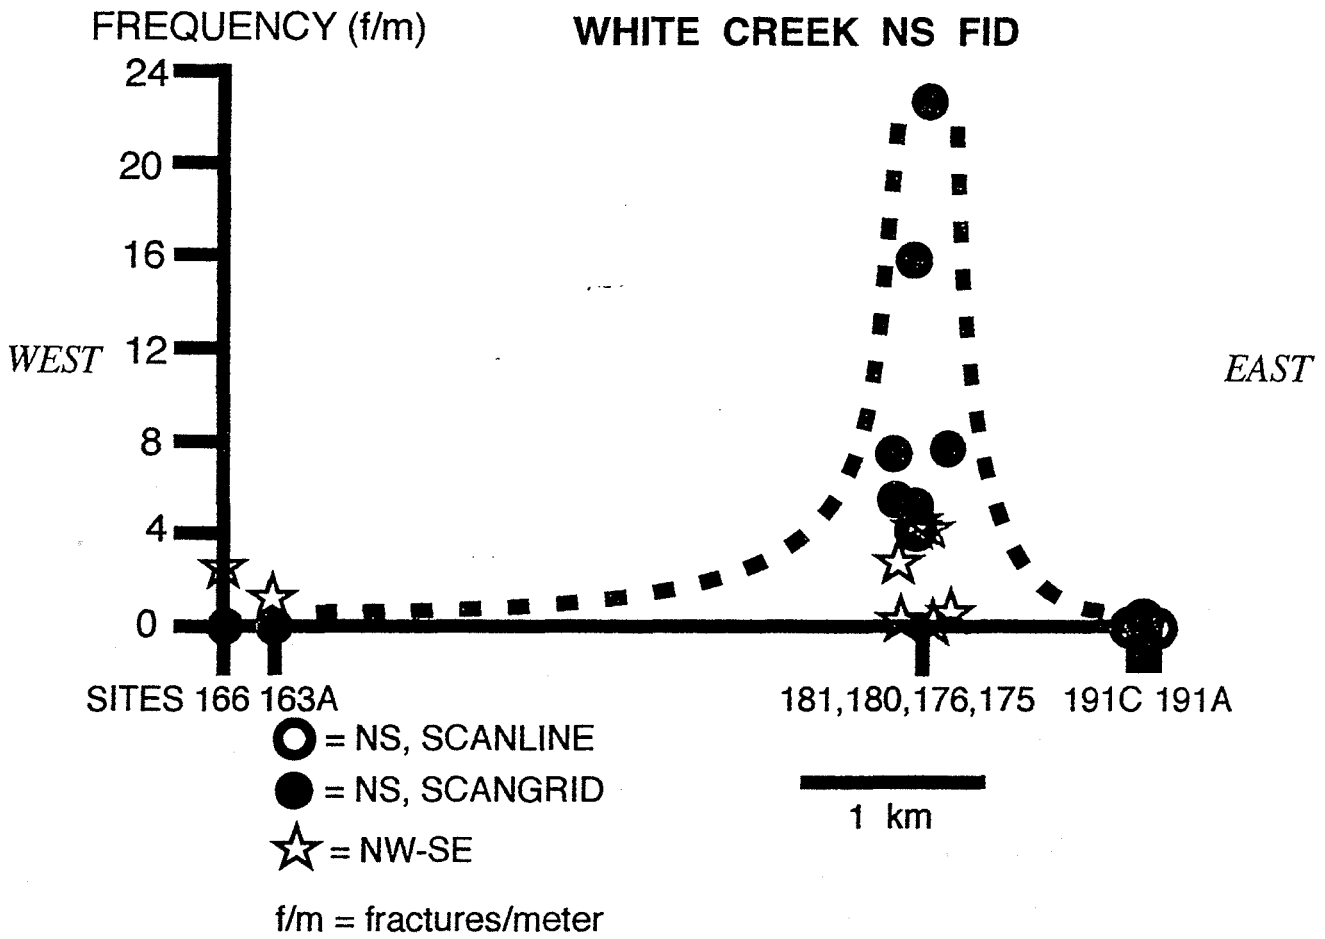 FREQUENCY (f/m)
WHITE CREEK NS FID
24
20
16
WEST
12
EAST
8
4
0
SITES 166 163A
181,180,176,175
191C 191A
= NS, SCANLINE
= NS, SCANGRID
= NW-SE
1 km
f/m = fractures/meter